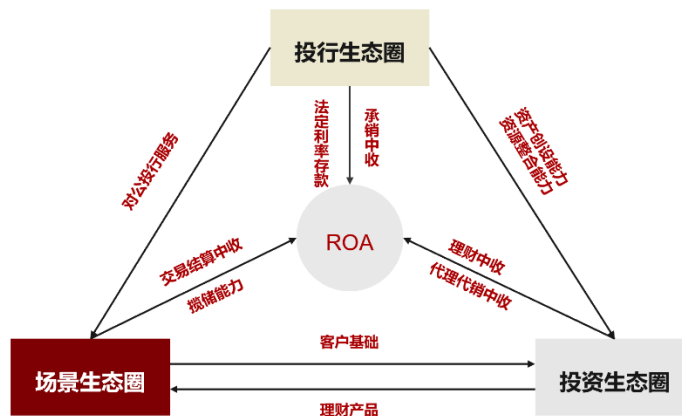 投行生态圈
法定利率存款
承销中收
资产创设能力
资源整合能力
对公投行服务
ROA
交易结算中收
揽储能力
理财中收
代理代销中收
客户基础
场景生态圈
投资生态圈
理财产品